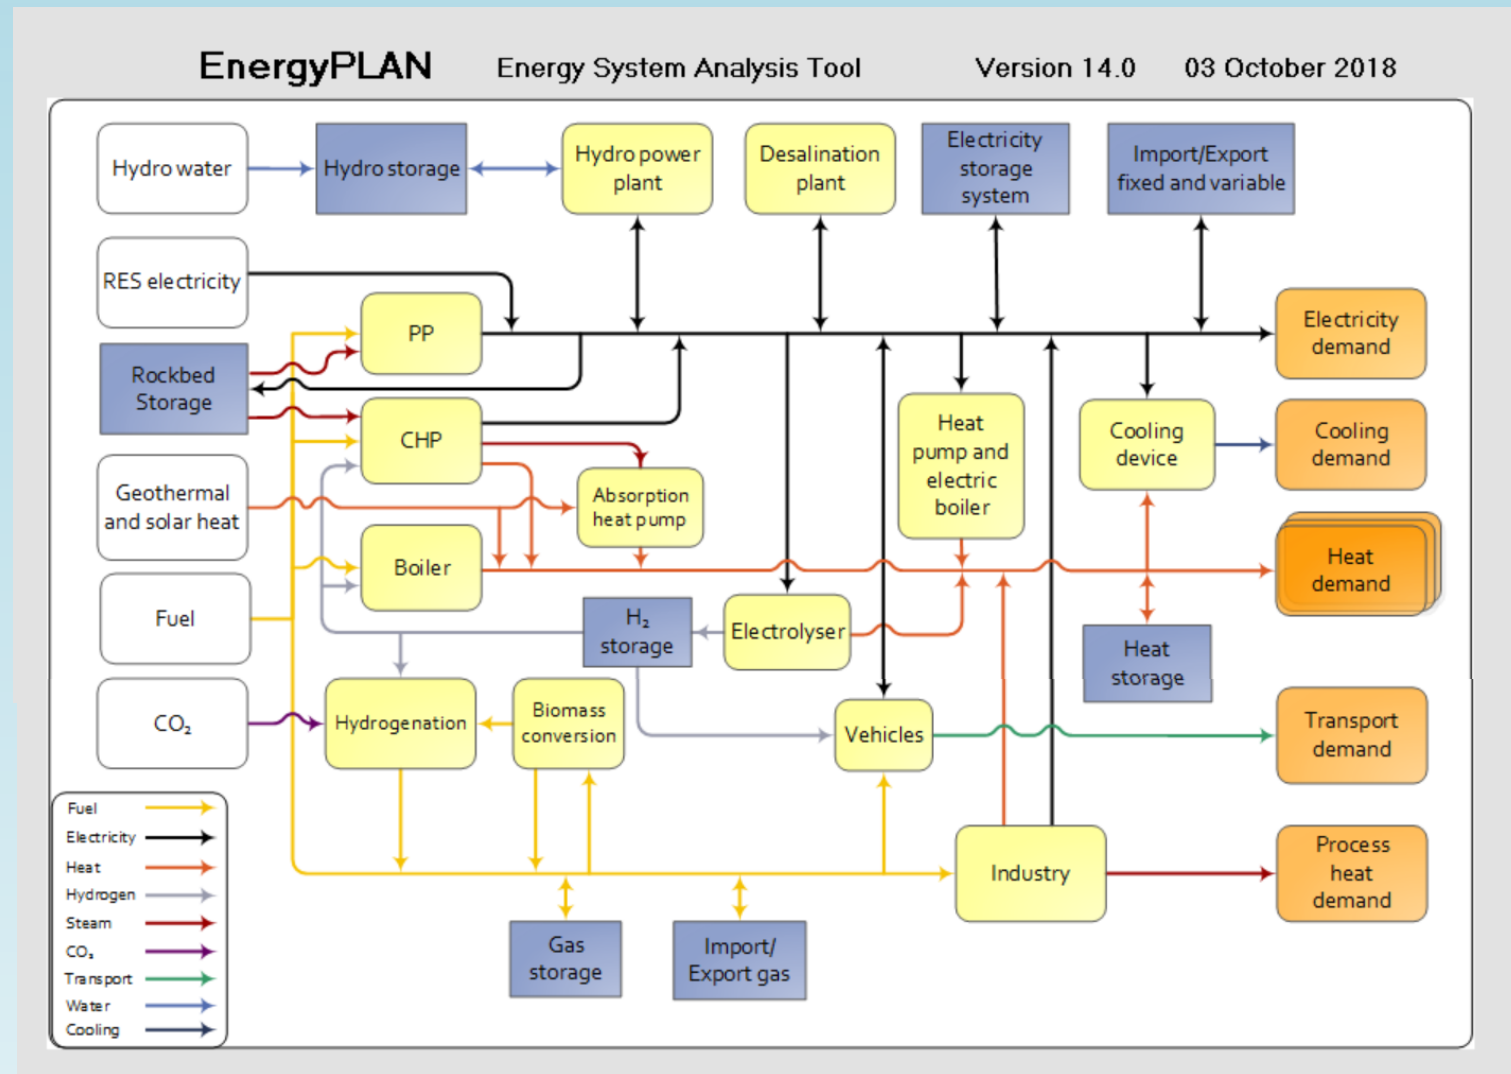 EnergyPLAN Energy System Analysis Tool Version 14.0 03 October 2018
Hydro water
Hydro storage
Hydro power
plant
Desalination
plant
Electricity
storage
system
Import/Export
fixed and variable
RES electricity
PP
Electricity
demand
Rockbed
Storage
CHP
Heat
pump and
electric
boiler
Cooling
device
Cooling
demand
Geothermal
and solar heat
Absorption
heat pump
Boiler
Heat
demand
Fuel
H₂
storage
Electrolyser
Heat
storage
CO₂
Hydrogenation
Biomass
conversion
Vehicles
Transport
demand
Fuel
Electricity
Heat
Hydrogen
Steam
CO₂
Transport
Water
Cooling
Industry
Process
heat
demand
Gas
storage
Import/
Export gas